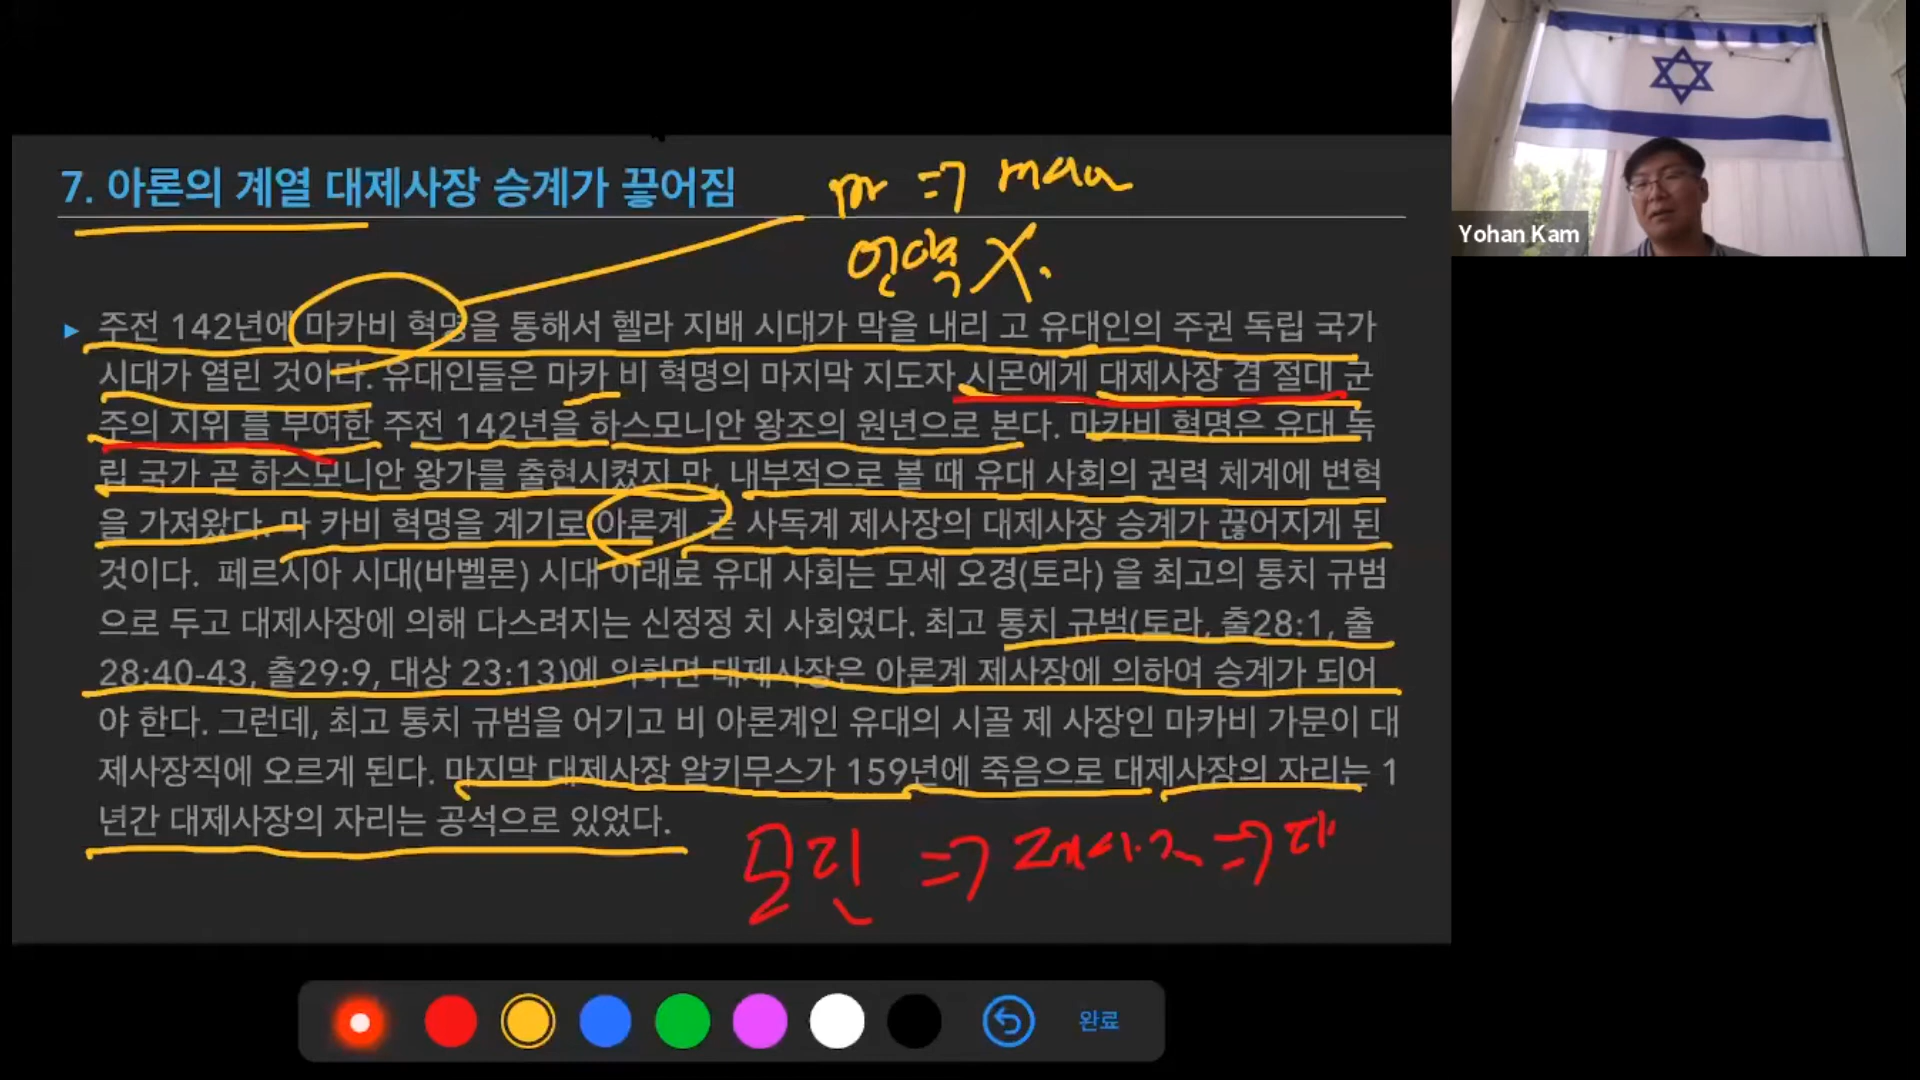 7. 아론의 계열 대제사장 승계가 끓어짐
언약 X.
▶ 주전 142년에 마카비 혁명을 통해서 헬라 지배 시대가 막을 내리 고 유대인의 주권 독립 국가
시대가 열린 것이다. 유대인들은 마카 비 혁명의 마지막 지도자 시몬에게 대제사장 겸 절대 군
주의 지위 를 부여한 주전 142년을 하스모니안 왕조의 원년으로 본다. 마카비 혁명은 유대 독
립 국가 곧 하스모니안 왕가를 출현시켰지 만, 내부적으로 볼 때 유대 사회의 권력 체계에 변혁
을 가져왔다. 마 카비 혁명을 계기로 아론계, 곧 사독계 제사장의 대제사장 승계가 끊어지게 된
것이다. 페르시아 시대(바벨론) 시대 이래로 유대 사회는 모세 오경(토라) 을 최고의 통치 규범
으로 두고 대제사장에 의해 다스려지는 신정정 치 사회였다. 최고 통치 규범(토라, 출28:1, 출
28:40-43, 출29:9, 대상 23:13)에 의하면 대제사장은 아론계 제사장에 의하여 승계가 되어
야 한다. 그런데, 최고 통치 규범을 어기고 비 아론계인 유대의 시골 제 사장인 마카비 가문이 대
제사장직에 오르게 된다. 마지막 대제사장 알키무스가 159년에 죽음으로 대제사장의 자리는 1
년간 대제사장의 자리는 공석으로 있었다.
Yohan Kam
완료